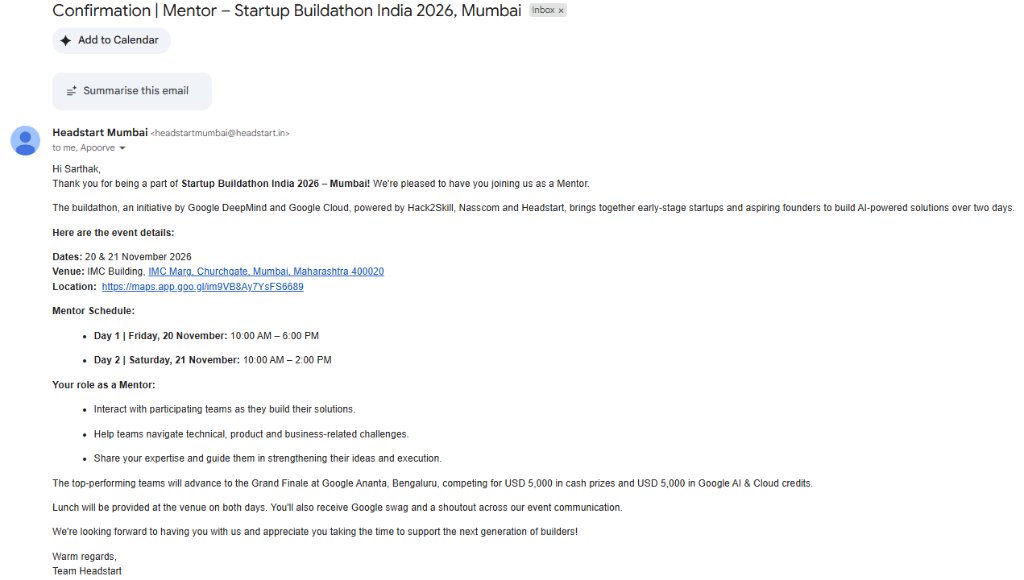 Confirmation | Mentor – Startup Buildathon India 2026, Mumbai Inbox ×
Add to Calendar
Summarise this email
Headstart Mumbai <headstartmumbai@headstart.in>
to me, Apoorve
Hi Sarthak,
Thank you for being a part of Startup Buildathon India 2026 – Mumbai! We're pleased to have you joining us as a Mentor.
The buildathon, an initiative by Google DeepMind and Google Cloud, powered by Hack2Skill, Nasscom and Headstart, brings together early-stage startups and aspiring founders to build AI-powered solutions over two days.
Here are the event details:
Dates: 20 & 21 November 2026
Venue: IMC Building, IMC Marg, Churchgate, Mumbai, Maharashtra 400020
Location: https://maps.app.goo.gl/im9VB8Ay7YsFS6689
Mentor Schedule:
• Day 1 | Friday, 20 November: 10:00 AM – 6:00 PM
• Day 2 | Saturday, 21 November: 10:00 AM – 2:00 PM
Your role as a Mentor:
• Interact with participating teams as they build their solutions.
• Help teams navigate technical, product and business-related challenges.
• Share your expertise and guide them in strengthening their ideas and execution.
The top-performing teams will advance to the Grand Finale at Google Ananta, Bengaluru, competing for USD 5,000 in cash prizes and USD 5,000 in Google AI & Cloud credits.
Lunch will be provided at the venue on both days. You'll also receive Google swag and a shoutout across our event communication.
We're looking forward to having you with us and appreciate you taking the time to support the next generation of builders!
Warm regards,
Team Headstart